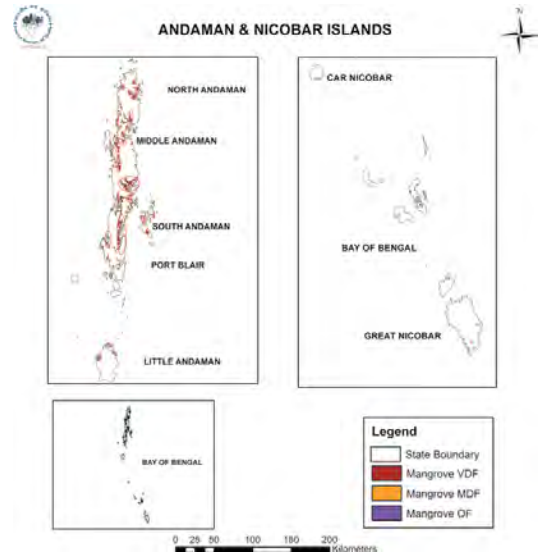 ANDAMAN & NICOBAR ISLANDS
N
NORTH ANDAMAN
MIDDLE ANDAMAN
SOUTH ANDAMAN
PORT BLAIR
LITTLE ANDAMAN
CAR NICOBAR
BAY OF BENGAL
GREAT NICOBAR
BAY OF BENGAL
Legend
State Boundary
Mangrove VDF
Mangrove MDF
Mangrove OF
0 25 50 100 150 200
Kilometers